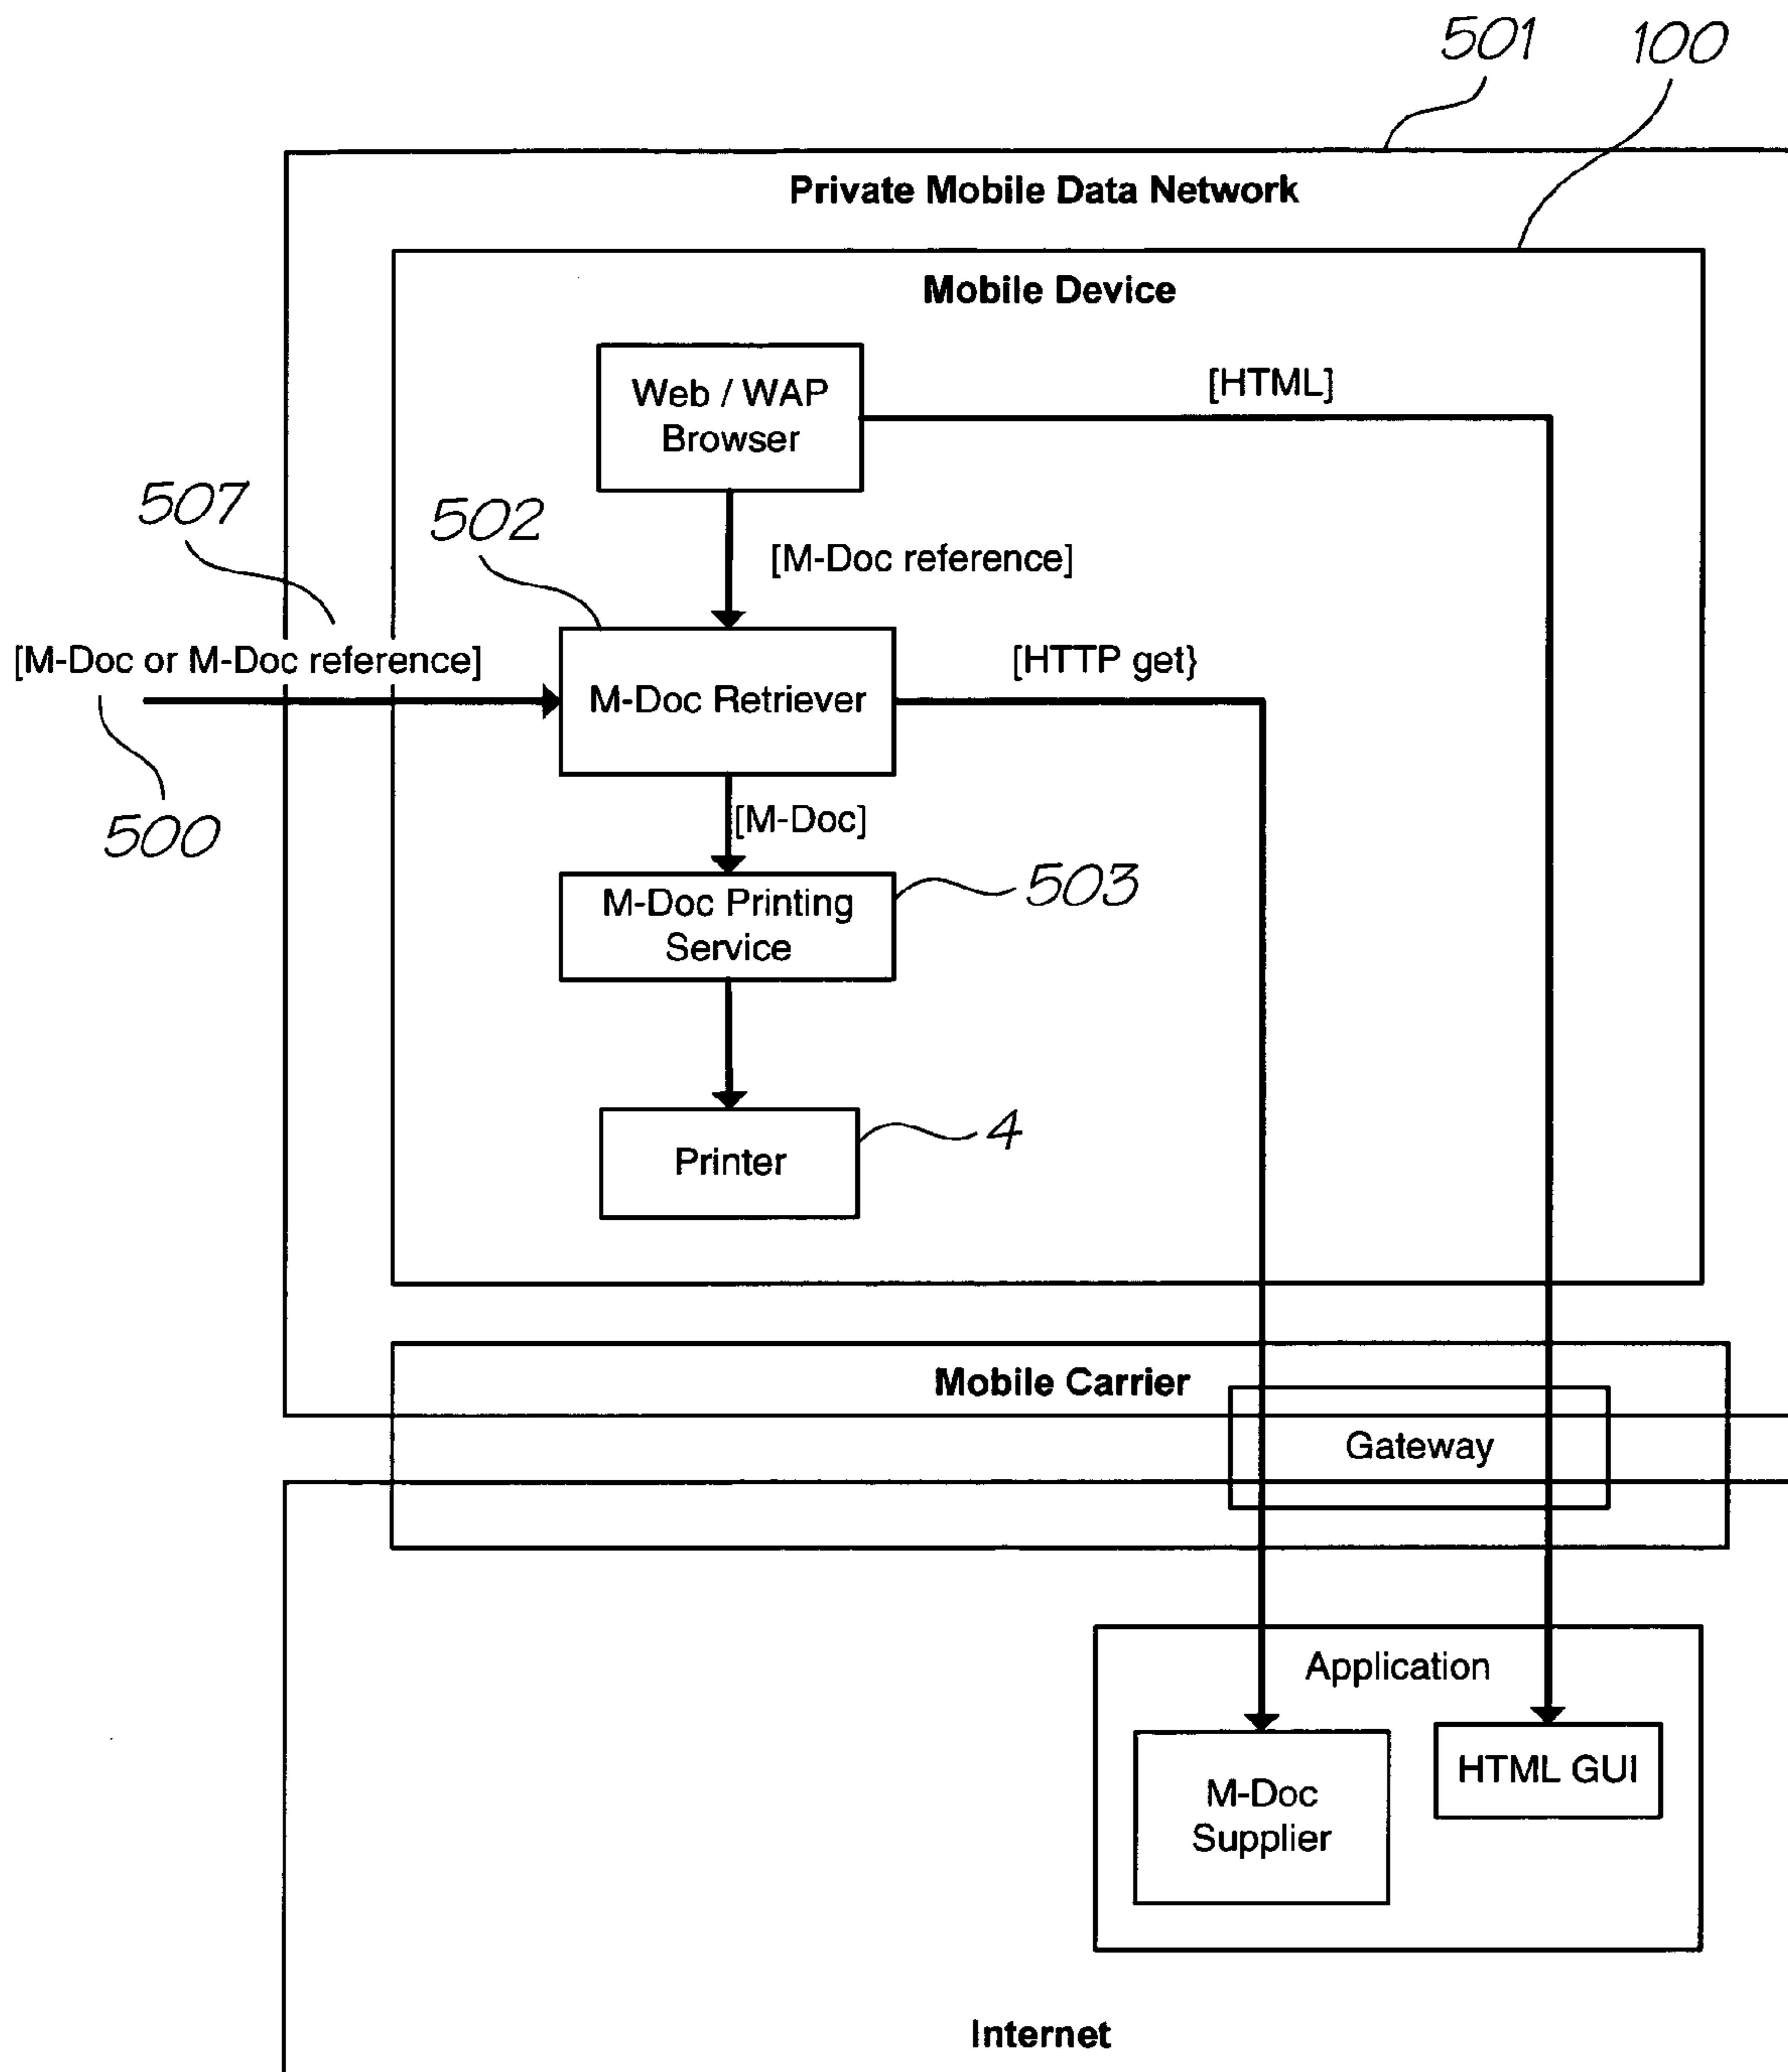 501
100
Private Mobile Data Network
Mobile Device
Web / WAP
Browser
[HTML]
507
502
[M-Doc reference]
[M-Doc or M-Doc reference]
M-Doc Retriever
[HTTP get}
500
[M-Doc]
M-Doc Printing
Service
503
Printer
4
Mobile Carrier
Gateway
Application
M-Doc
Supplier
HTML GUI
Internet